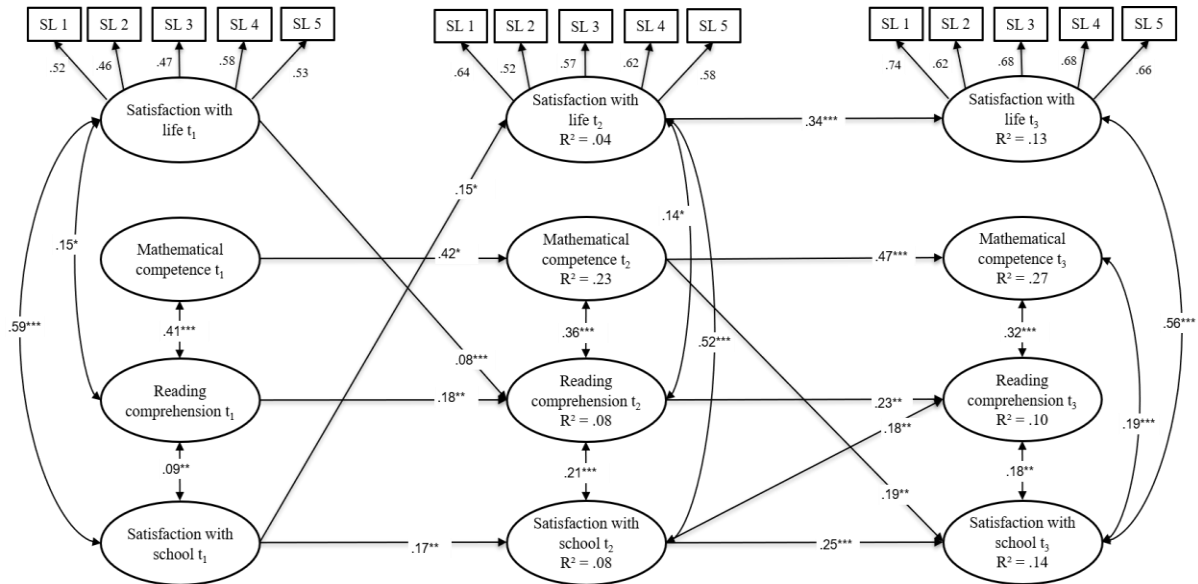 SL 1 SL 2 SL 3 SL 4 SL 5
SL 1 SL 2 SL 3 SL 4 SL 5
SL 1 SL 2 SL 3 SL 4 SL 5
.52 .46 .47 .58 .53
.64 .52 .57 .62 .58
.74 .62 .68 .68 .66
Satisfaction with
life t₁
Satisfaction with
life t₂
R² = .04
.34***
Satisfaction with
life t₃
R² = .13
.15*
.14*
.15*
Mathematical
competence t₁
.42*
Mathematical
competence t₂
R² = .23
.47***
Mathematical
competence t₃
R² = .27
.59***
.41***
.36***
.52***
.32***
.56***
.08***
Reading
comprehension t₁
.18**
Reading
comprehension t₂
R² = .08
.23**
Reading
comprehension t₃
R² = .10
.18**
.19***
.09**
.21***
.19**
.18**
Satisfaction with
school t₁
.17**
Satisfaction with
school t₂
R² = .08
.25***
Satisfaction with
school t₃
R² = .14